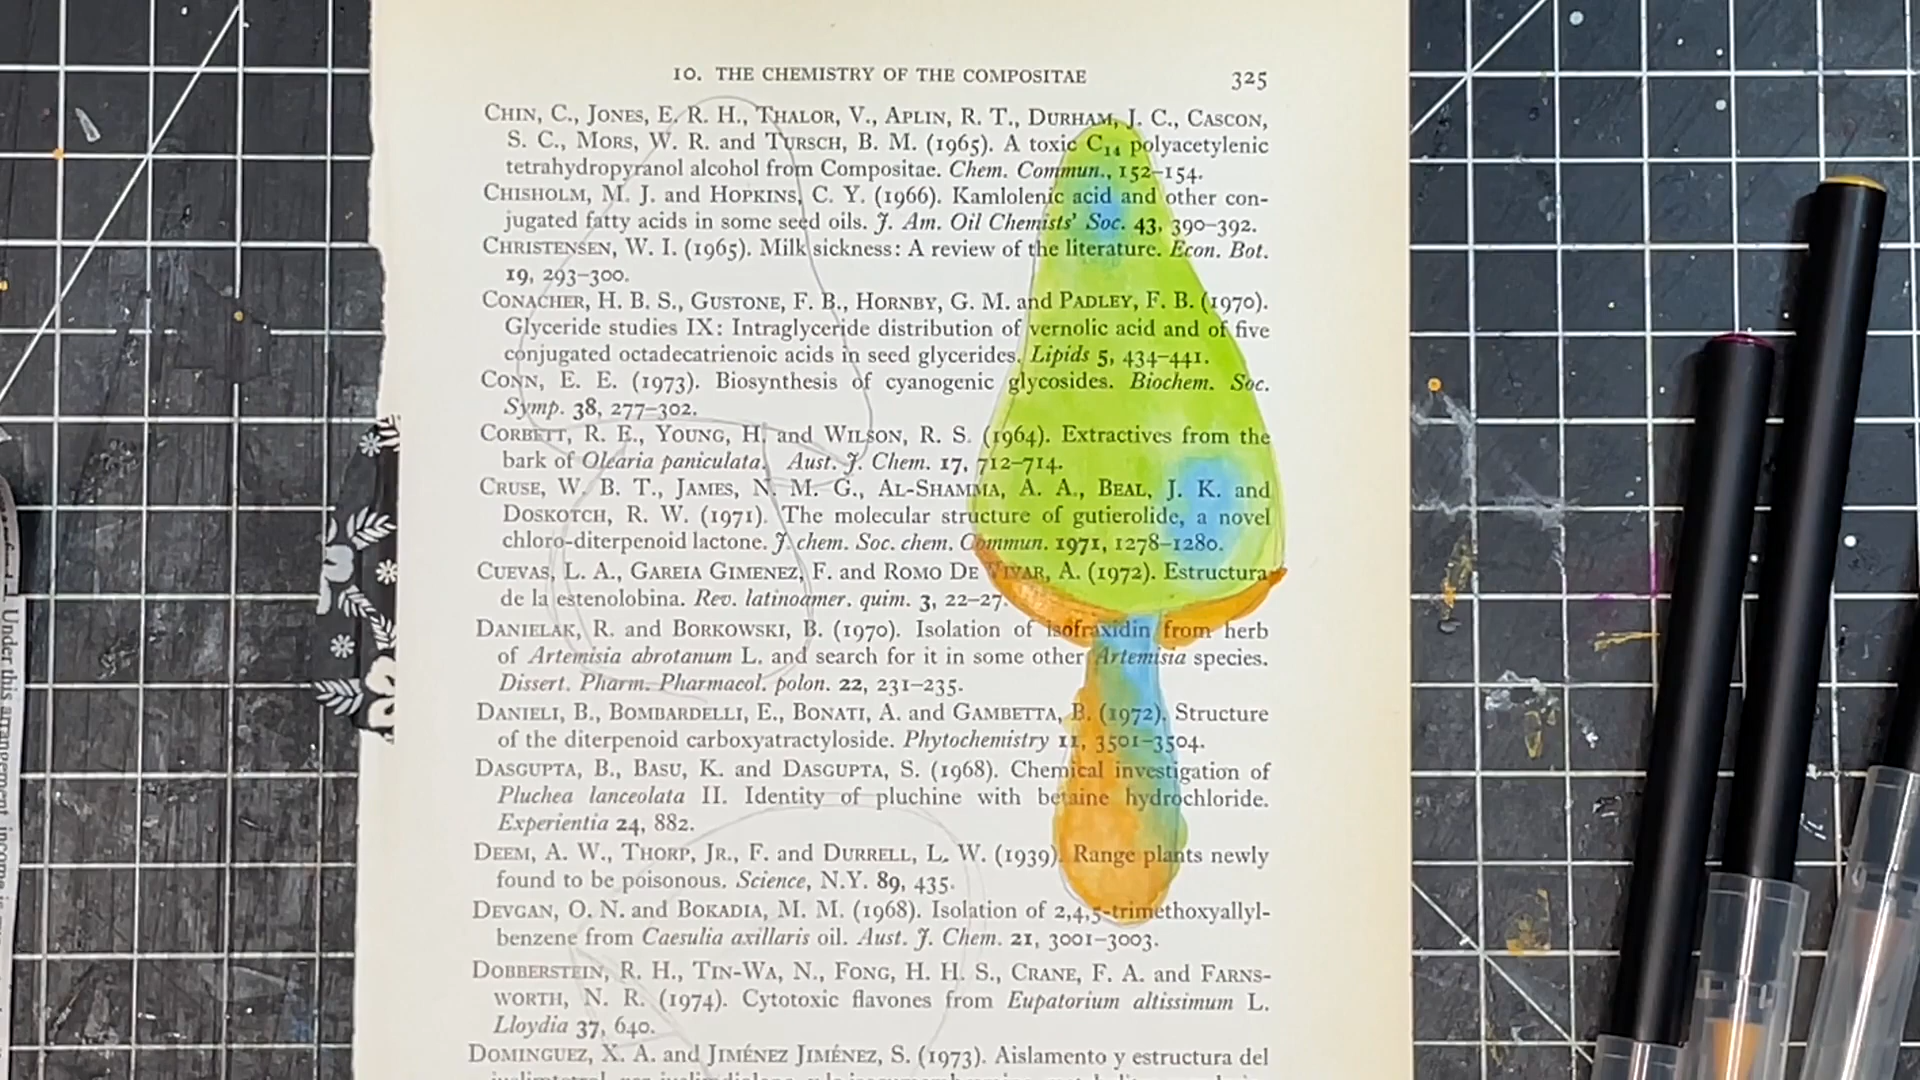 10. THE CHEMISTRY OF THE COMPOSITAE 325
CHIN, C., JONES, E. R. H., THALOR, V., APLIN, R. T., DURHAM, J. C., CASCON,
S. C., MORS, W. R. and TURSCH, B. M. (1965). A toxic C14 polyacetylenic
tetrahydropyranol alcohol from Compositae. Chem. Commun., 152–154.
CHISHOLM, M. J. and HOPKINS, C. Y. (1966). Kamlolenic acid and other con-
jugated fatty acids in some seed oils. J. Am. Oil Chemists' Soc. 43, 390–392.
CHRISTENSEN, W. I. (1965). Milk sickness: A review of the literature. Econ. Bot.
19, 293–300.
CONACHER, H. B. S., GUSTONE, F. B., HORNBY, G. M. and PADLEY, F. B. (1970).
Glyceride studies IX: Intraglyceride distribution of vernolic acid and of five
conjugated octadecatrienoic acids in seed glycerides. Lipids 5, 434–441.
CONN, E. E. (1973). Biosynthesis of cyanogenic glycosides. Biochem. Soc.
Symp. 38, 277–302.
CORBETT, R. E., YOUNG, H. and WILSON, R. S. (1964). Extractives from the
bark of Olearia paniculata. Aust. J. Chem. 17, 712–714.
CRUSE, W. B. T., JAMES, N. M. G., AL-SHAMMA, A. A., BEAL, J. K. and
DOSKOTCH, R. W. (1971). The molecular structure of gutierolide, a novel
chloro-diterpenoid lactone. J. chem. Soc. chem. Commun. 1971, 1278–1280.
CUEVAS, L. A., GAREIA GIMENEZ, F. and ROMO DE VIVAR, A. (1972). Estructura
de la estenolobina. Rev. latinoamer. quim. 3, 22–27.
DANIELAK, R. and BORKOWSKI, B. (1970). Isolation of isofraxidin from herb
of Artemisia abrotanum L. and search for it in some other Artemisia species.
Dissert. Pharm. Pharmacol. polon. 22, 231–235.
DANIELI, B., BOMBARDELLI, E., BONATI, A. and GAMBETTA, B. (1972). Structure
of the diterpenoid carboxyatractyloside. Phytochemistry 11, 3501–3504.
DASGUPTA, B., BASU, K. and DASGUPTA, S. (1968). Chemical investigation of
Pluchea lanceolata II. Identity of pluchine with betaine hydrochloride.
Experientia 24, 882.
DEEM, A. W., THORP, JR., F. and DURRELL, L. W. (1939). Range plants newly
found to be poisonous. Science, N.Y. 89, 435.
DEVGAN, O. N. and BOKADIA, M. M. (1968). Isolation of 2,4,5-trimethoxyallyl-
benzene from Caesulia axillaris oil. Aust. J. Chem. 21, 3001–3003.
DOBBERSTEIN, R. H., TIN-WA, N., FONG, H. H. S., CRANE, F. A. and FARNS-
WORTH, N. R. (1974). Cytotoxic flavones from Eupatorium altissimum L.
Lloydia 37, 640.
DOMINGUEZ, X. A. and JIMÉNEZ JIMÉNEZ, S. (1973). Aislamento y estructura del
Under this arrangement income is